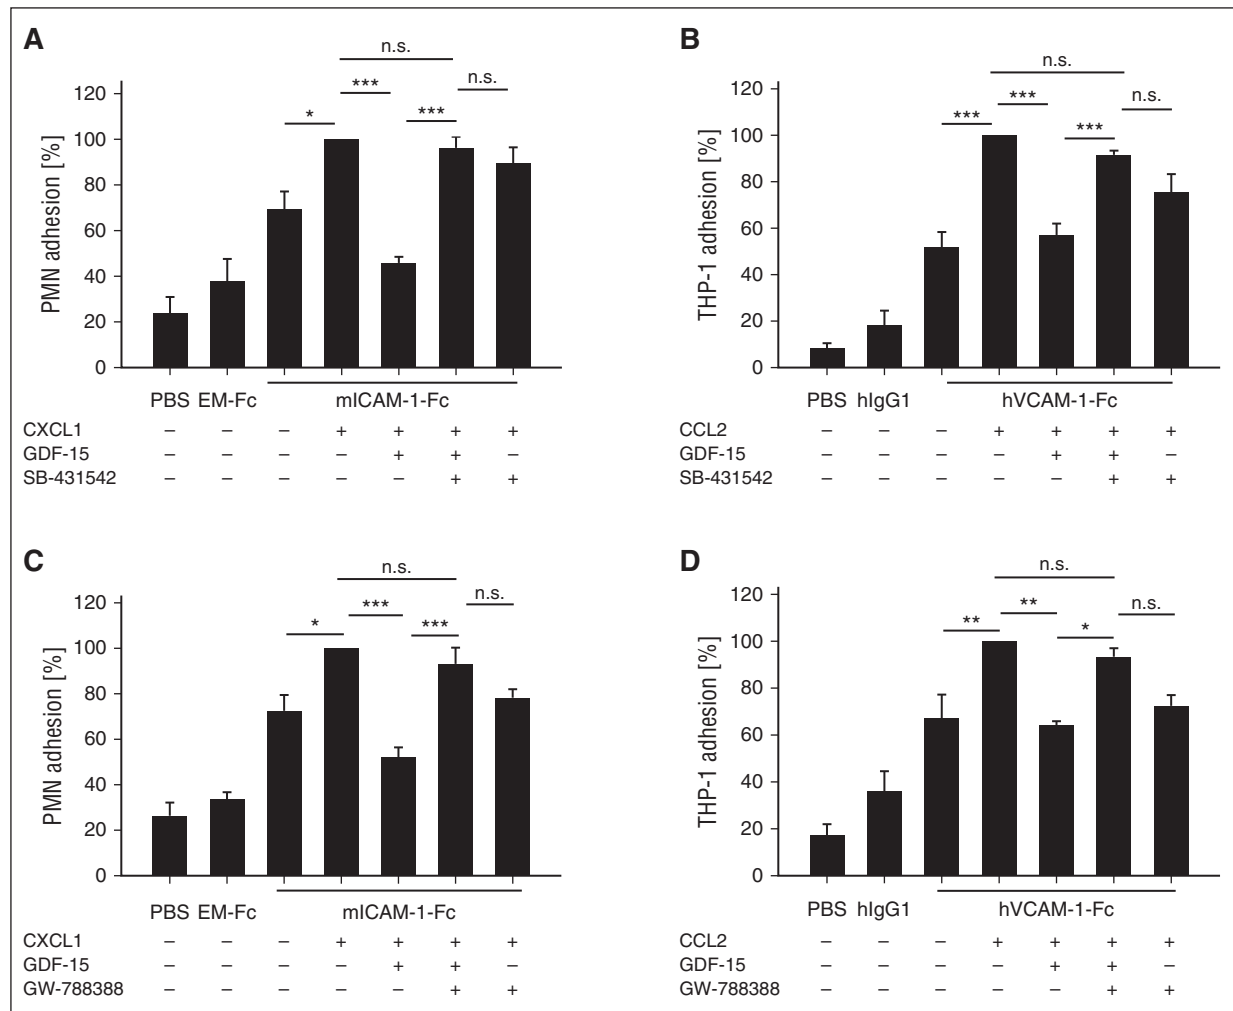 A
n.s.
n.s.
***
*
***
120
100
80
60
40
20
0
PMN adhesion [%]
PBS EM-Fc mICAM-1-Fc
CXCL1 – – – + + + +
GDF-15 – – – – + + –
SB-431542 – – – – – + +
B
n.s.
n.s.
***
***
***
120
100
80
60
40
20
0
THP-1 adhesion [%]
PBS hIgG1 hVCAM-1-Fc
CCL2 – – – + + + +
GDF-15 – – – – + + –
SB-431542 – – – – – + +
C
n.s.
n.s.
***
*
***
120
100
80
60
40
20
0
PMN adhesion [%]
PBS EM-Fc mICAM-1-Fc
CXCL1 – – – + + + +
GDF-15 – – – – + + –
GW-788388 – – – – – + +
D
n.s.
n.s.
**
**
*
120
100
80
60
40
20
0
THP-1 adhesion [%]
PBS hIgG1 hVCAM-1-Fc
CCL2 – – – + + + +
GDF-15 – – – – + + –
GW-788388 – – – – – + +